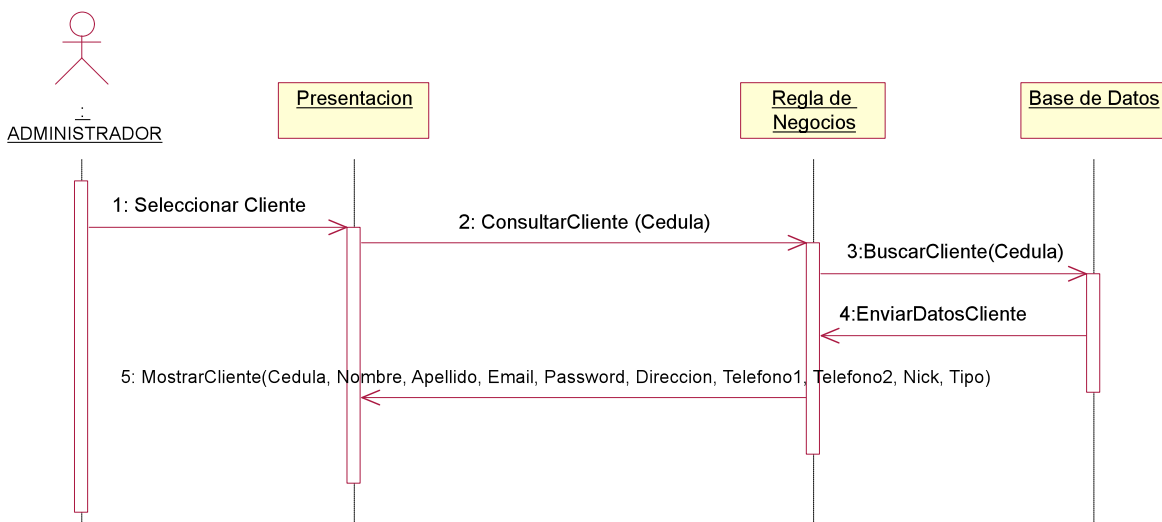 :
ADMINISTRADOR
Presentacion
Regla de
Negocios
Base de Datos
1: Seleccionar Cliente
2: ConsultarCliente (Cedula)
3:BuscarCliente(Cedula)
4:EnviarDatosCliente
5: MostrarCliente(Cedula, Nombre, Apellido, Email, Password, Direccion, Telefono1, Telefono2, Nick, Tipo)